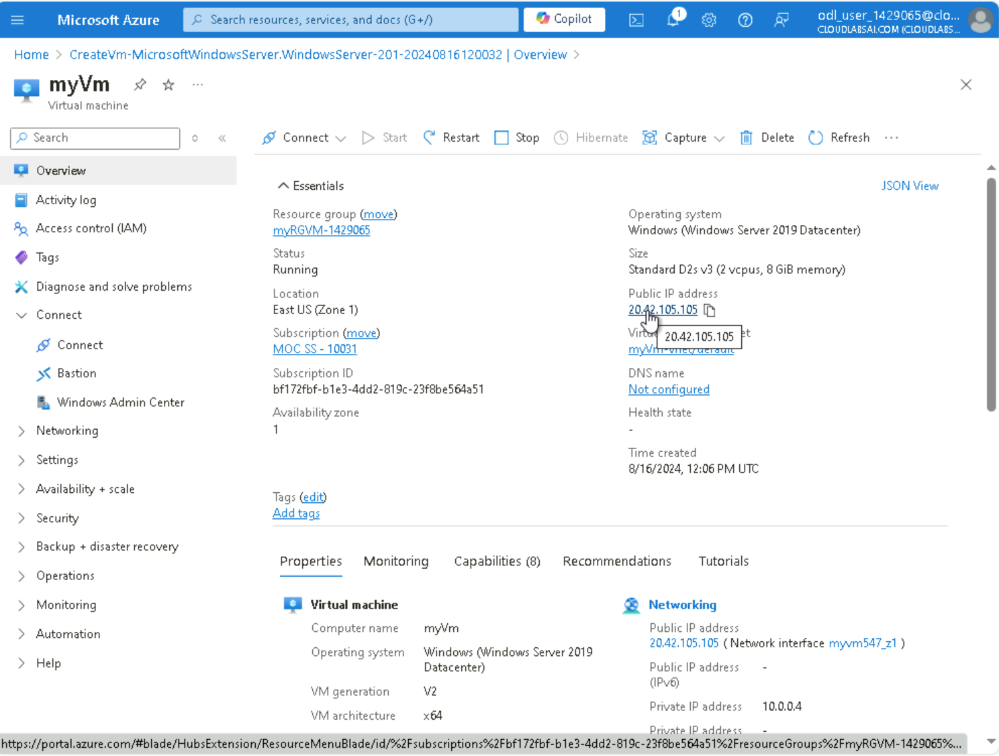 Microsoft Azure
Search resources, services, and docs (G+/)
Copilot
1
odl_user_1429065@clo...
CLOUDLABSAI.COM (CLOUDLABS...
Home > CreateVm-MicrosoftWindowsServer.WindowsServer-201-20240816120032 | Overview >
myVm
Virtual machine
Search
Connect
Start
Restart
Stop
Hibernate
Capture
Delete
Refresh
Overview
Activity log
Access control (IAM)
Tags
Diagnose and solve problems
Connect
Connect
Bastion
Windows Admin Center
Networking
Settings
Availability + scale
Security
Backup + disaster recovery
Operations
Monitoring
Automation
Help
Essentials
JSON View
Resource group (move)
myRGVM-1429065
Status
Running
Location
East US (Zone 1)
Subscription (move)
MOC SS - 10031
Subscription ID
bf172fbf-b1e3-4dd2-819c-23f8be564a51
Availability zone
1
Operating system
Windows (Windows Server 2019 Datacenter)
Size
Standard D2s v3 (2 vcpus, 8 GiB memory)
Public IP address
20.42.105.105
20.42.105.105
myVm-vnet/default
DNS name
Not configured
Health state
-
Time created
8/16/2024, 12:06 PM UTC
Tags (edit)
Add tags
Properties
Monitoring
Capabilities (8)
Recommendations
Tutorials
Virtual machine
Computer name myVm
Operating system Windows (Windows Server 2019
Datacenter)
VM generation V2
VM architecture x64
Networking
Public IP address
20.42.105.105 ( Network interface myvm547_z1 )
Public IP address -
(IPv6)
Private IP address 10.0.0.4
Private IP address -
https://portal.azure.com/#blade/HubsExtension/ResourceMenuBlade/id/%2Fsubscriptions%2Fbf172fbf-b1e3-4dd2-819c-23f8be564a51%2FresourceGroups%2FmyRGVM-1429065%...